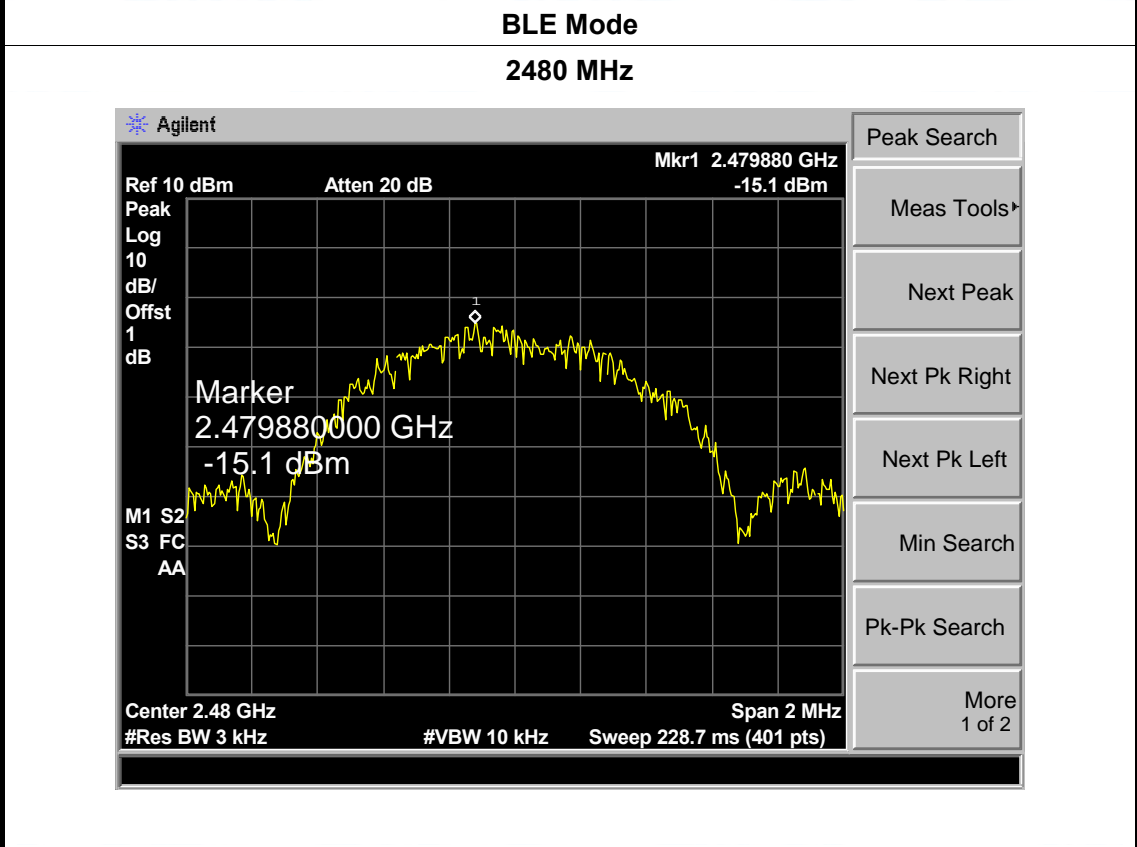 BLE Mode
2480 MHz
Agilent
Peak Search
Mkr1 2.479880 GHz
Ref 10 dBm Atten 20 dB -15.1 dBm
Peak
Log
10
dB/
Offst
1
dB
1
Marker
2.479880000 GHz
-15.1 dBm
M1 S2
S3 FC
AA
Center 2.48 GHz Span 2 MHz
#Res BW 3 kHz #VBW 10 kHz Sweep 228.7 ms (401 pts)
Meas Tools
Next Peak
Next Pk Right
Next Pk Left
Min Search
Pk-Pk Search
More
1 of 2